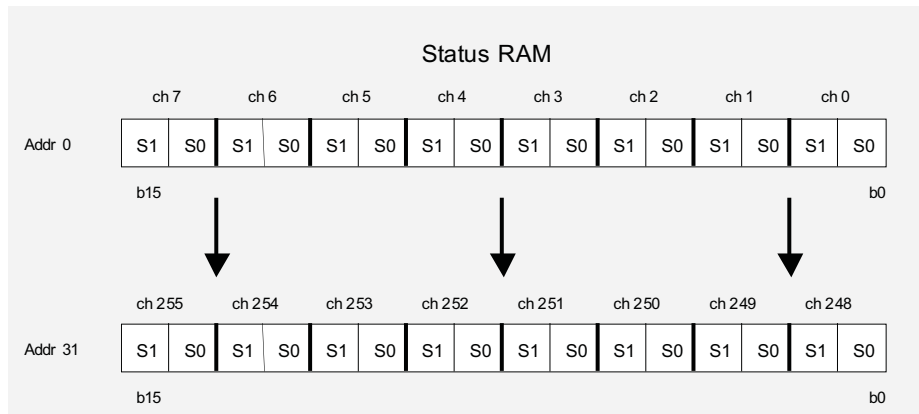 Status RAM
ch 7 ch 6 ch 5 ch 4 ch 3 ch 2 ch 1 ch 0
Addr 0 S1 S0 S1 S0 S1 S0 S1 S0 S1 S0 S1 S0 S1 S0 S1 S0
b15 b0
ch 255 ch 254 ch 253 ch 252 ch 251 ch 250 ch 249 ch 248
Addr 31 S1 S0 S1 S0 S1 S0 S1 S0 S1 S0 S1 S0 S1 S0 S1 S0
b15 b0